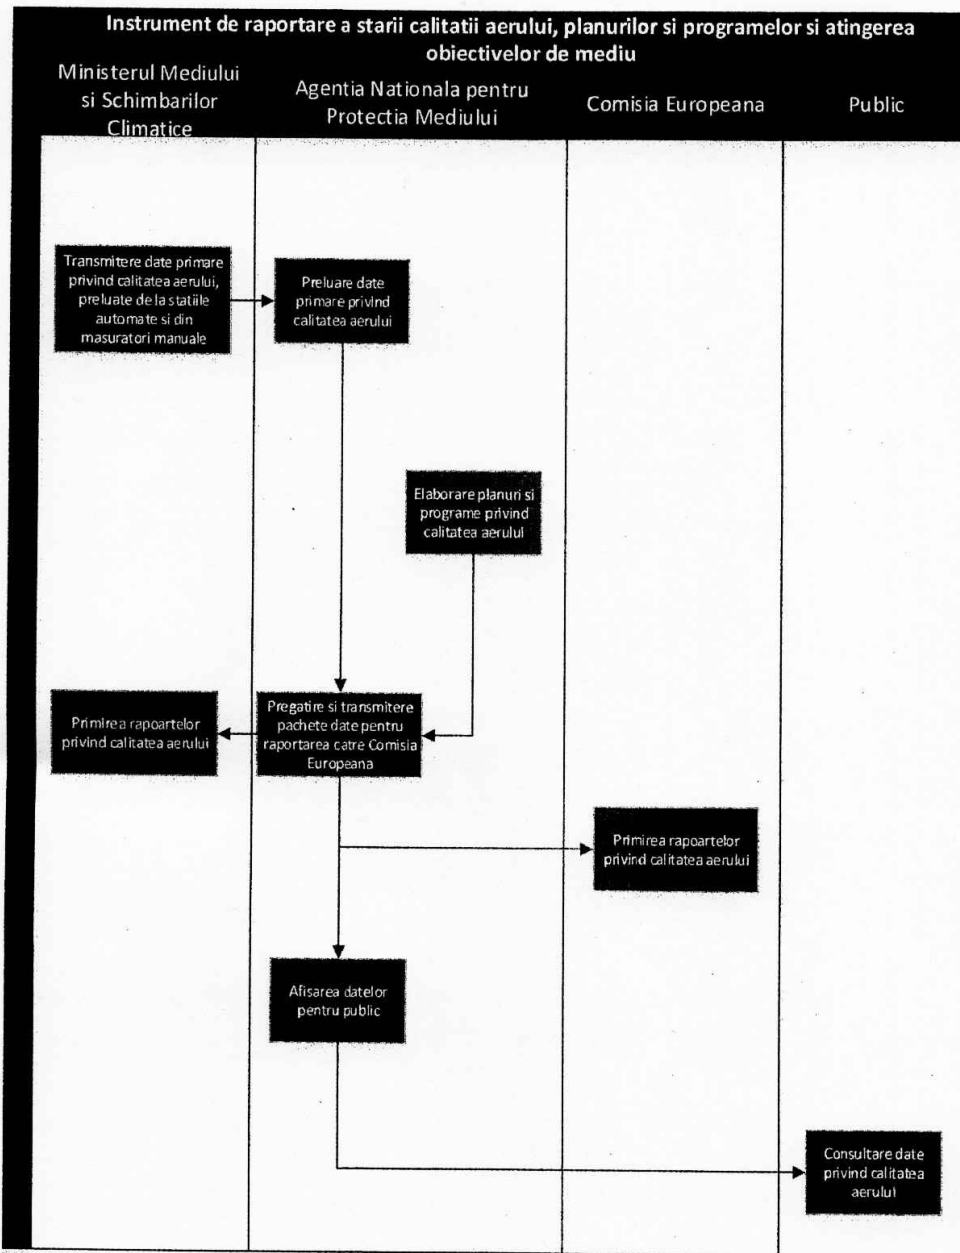 Instrument de raportare a starii calitatii aerului, planurilor si programelor si atingerea
obiectivelor de mediu
Ministerul Mediului
si Schimbarilor
Climatice
Agentia Nationala pentru
Protectia Mediului
Comisia Europeana
Public
Transmitere date primare
privind calitatea aerului,
preluate de la statiile
automate si din
masuratori manuale
Preluare date
primare privind
calitatea aerului
Elaborare planuri si
programe privind
calitatea aerului
Primirea rapoartelor
privind calitatea aerului
Pregatire si transmitere
pachete date pentru
raportarea catre Comisia
Europeana
Primirea rapoartelor
privind calitatea aerului
Afisarea datelor
pentru public
Consultare date
privind calitatea
aerului